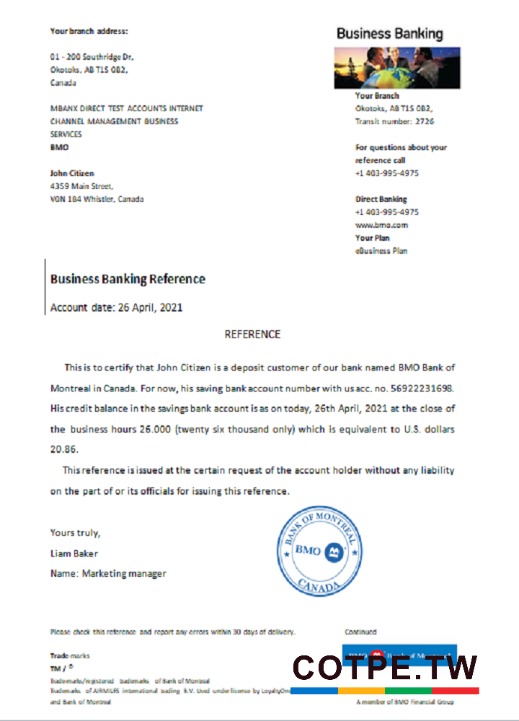 Your branch address:
01 - 200 Southridge Dr,
Okotoks, AB T1S 0B2,
Canada
MBANX DIRECT TEST ACCOUNTS INTERNET
CHANNEL MANAGEMENT BUSINESS
SERVICES
BMO
John Citizen
4359 Main Street,
V0N 1B4 Whistler, Canada
Business Banking
Your Branch
Okotoks, AB T1S 0B2,
Transit number: 2726
For questions about your
reference call
+1 403-995-4975
Direct Banking
+1 403-995-4975
www.bmo.com
Your Plan
eBusiness Plan
Business Banking Reference
Account date: 26 April, 2021
REFERENCE
This is to certify that John Citizen is a deposit customer of our bank named BMO Bank of
Montreal in Canada. For now, his saving bank account number with us acc. no. 56922231698.
His credit balance in the savings bank account is as on today, 26th April, 2021 at the close of
the business hours 26.000 (twenty six thousand only) which is equivalent to U.S. dollars
20.86.
This reference is issued at the certain request of the account holder without any liability
on the part of or its officials for issuing this reference.
Yours truly,
Liam Baker
Name: Marketing manager
BANK OF MONTREAL
BMO
CANADA
Please check this reference and report any errors within 30 days of delivery.
Continued
Trade marks
TM / ®
Trademarks/registered trademarks of Bank of Montreal
Trademarks of AIRMILES international trading B.V. Used under license by LoyaltyOne
and Bank of Montreal
BMO Bank of
COTPE.TW
A member of BMO Financial Group